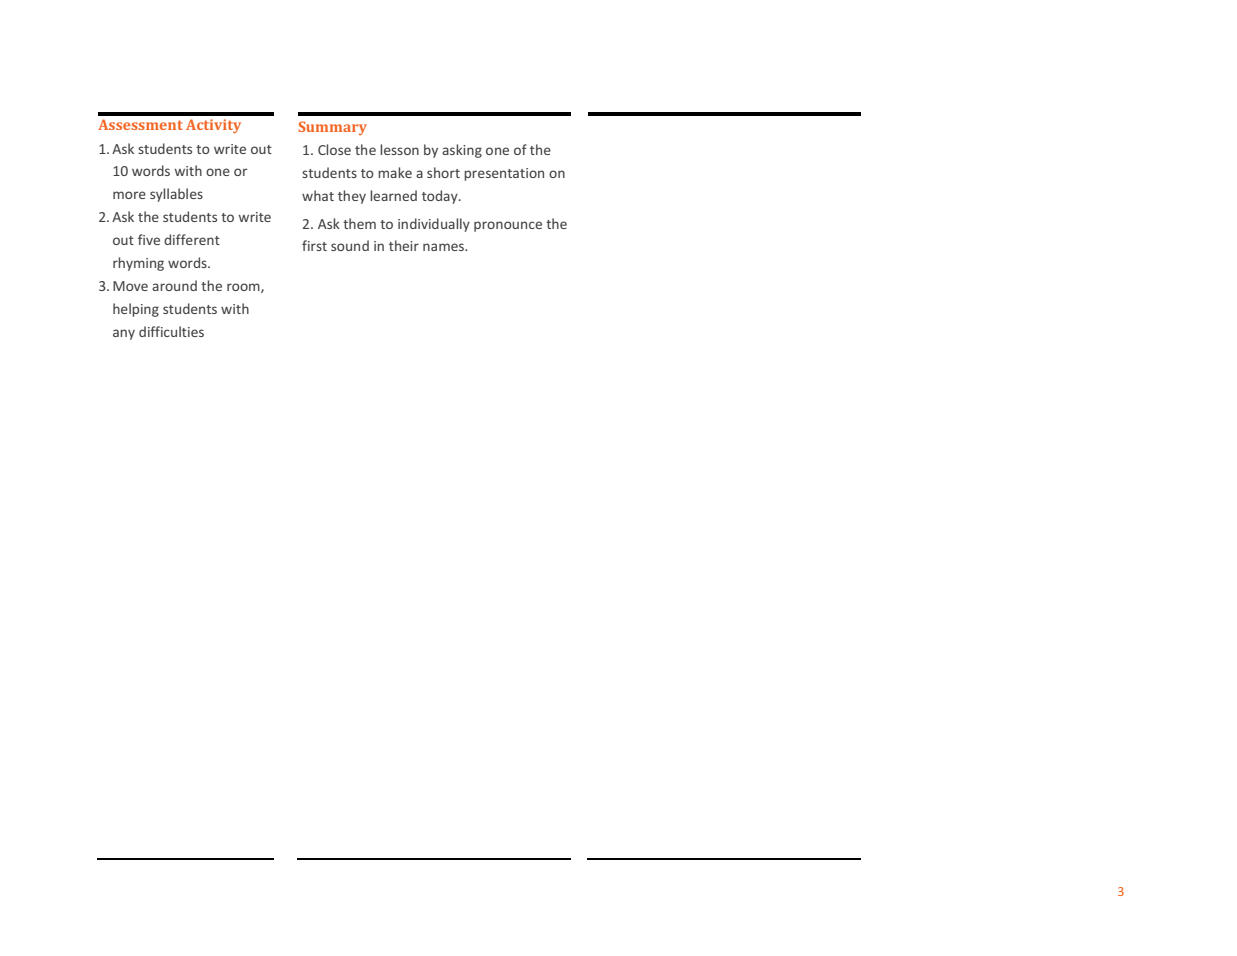 Assessment Activity
1. Ask students to write out
10 words with one or
more syllables
2. Ask the students to write
out five different
rhyming words.
3. Move around the room,
helping students with
any difficulties
Summary
1. Close the lesson by asking one of the
students to make a short presentation on
what they learned today.
2. Ask them to individually pronounce the
first sound in their names.
3